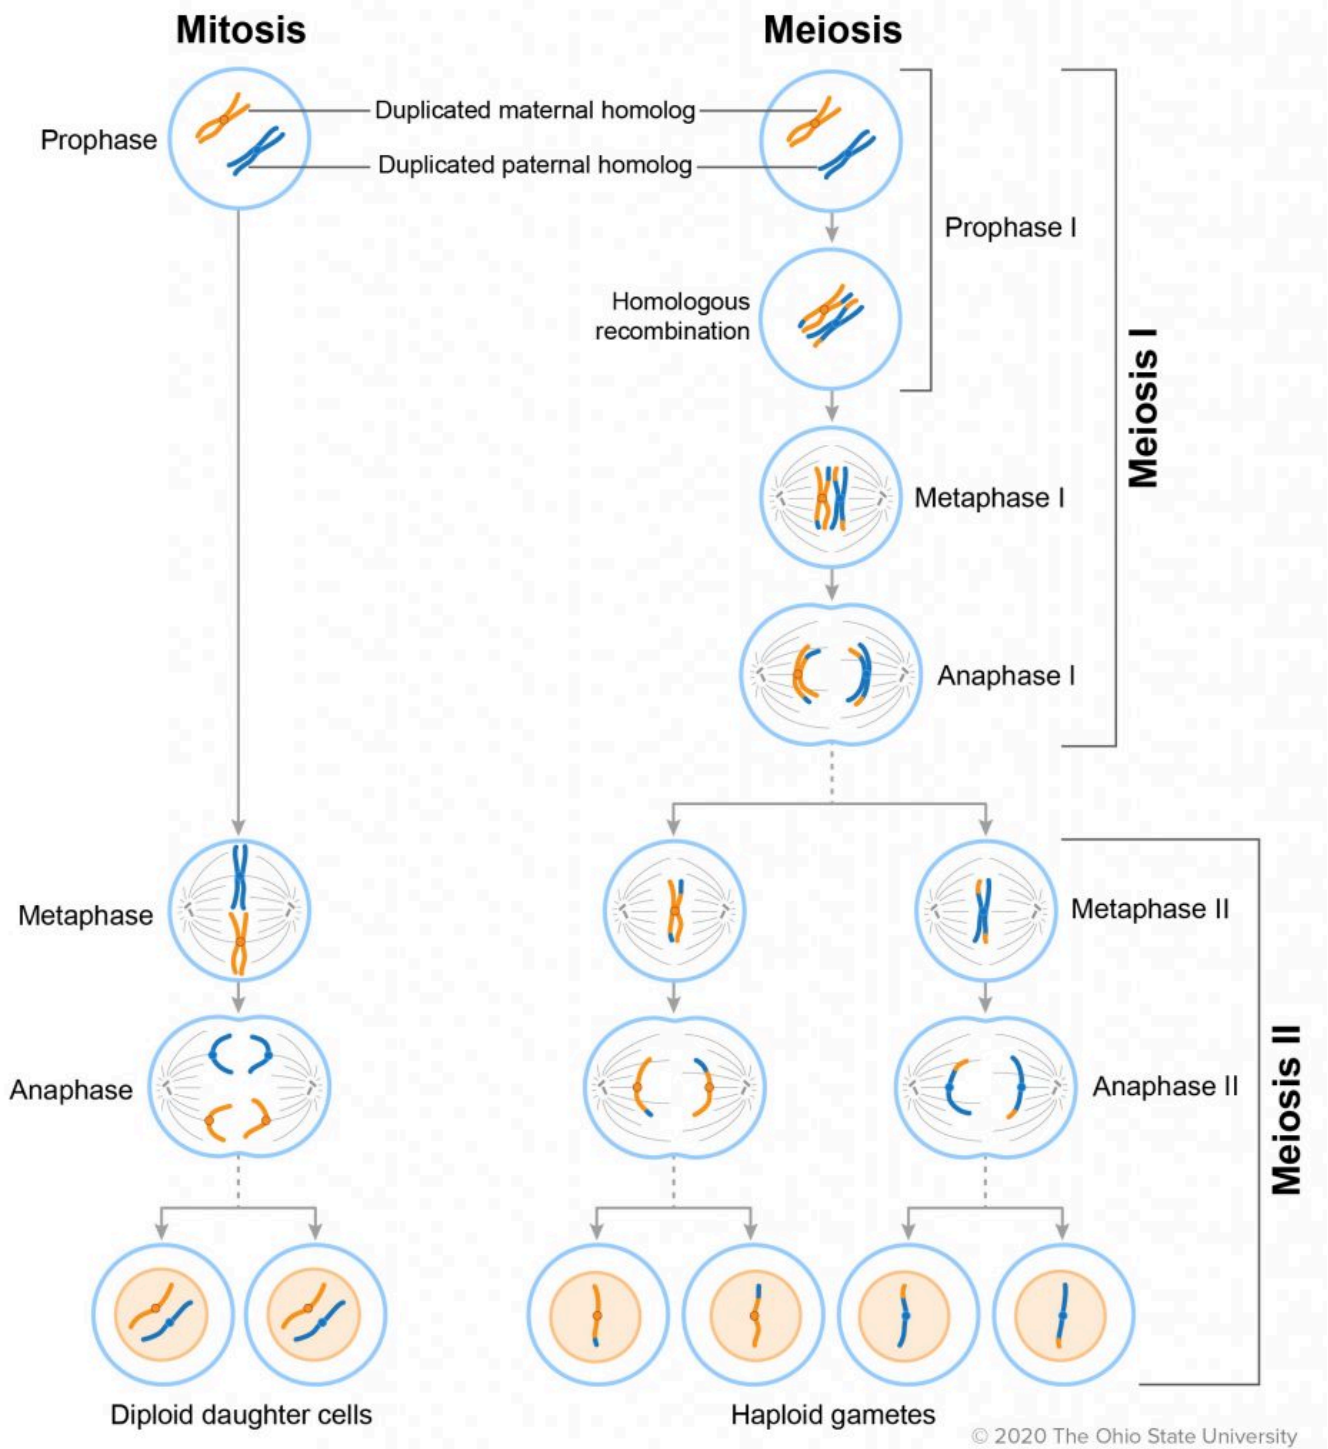 Mitosis
Meiosis
Prophase
Duplicated maternal homolog
Duplicated paternal homolog
Prophase I
Homologous
recombination
Metaphase I
Meiosis I
Anaphase I
Metaphase
Metaphase II
Anaphase
Anaphase II
Meiosis II
Diploid daughter cells
Haploid gametes
© 2020 The Ohio State University